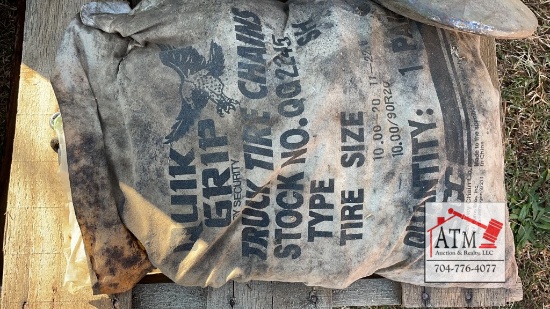 QUIK
GRIP
BY SECURITY
TRUCK TIRE CHAINS
STOCK NO. QG2245
TYPE
SK
TIRE SIZE
10.00-20
10.00/90R20
QUANTITY: 1
ATM
Auction & Realty, LLC
704-776-4077